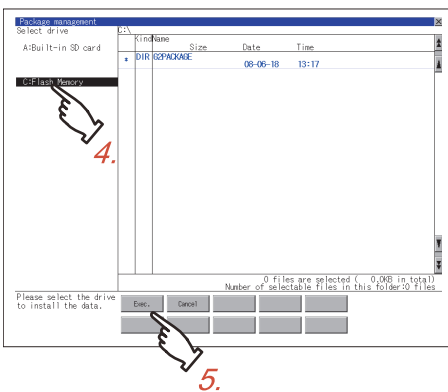 Package management
Select drive
C:\
A:Built-in SD card
C:Flash Memory
Kind Name
Size Date Time
* DIR G2PACKAGE
08-06-18 13:17
4.
0 files are selected ( 0.0KB in total)
Number of selectable files in this folder:0 files
Please select the drive
to install the data.
Exec. Cancel
5.